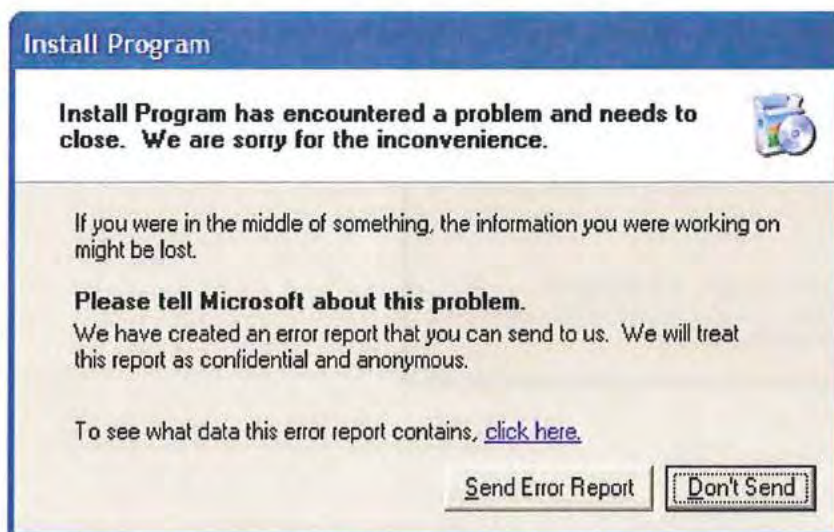 Install Program
Install Program has encountered a problem and needs to
close.  We are sorry for the inconvenience.
If you were in the middle of something, the information you were working on
might be lost.
Please tell Microsoft about this problem.
We have created an error report that you can send to us.  We will treat
this report as confidential and anonymous.
To see what data this error report contains, click here.
Send Error Report
Don't Send